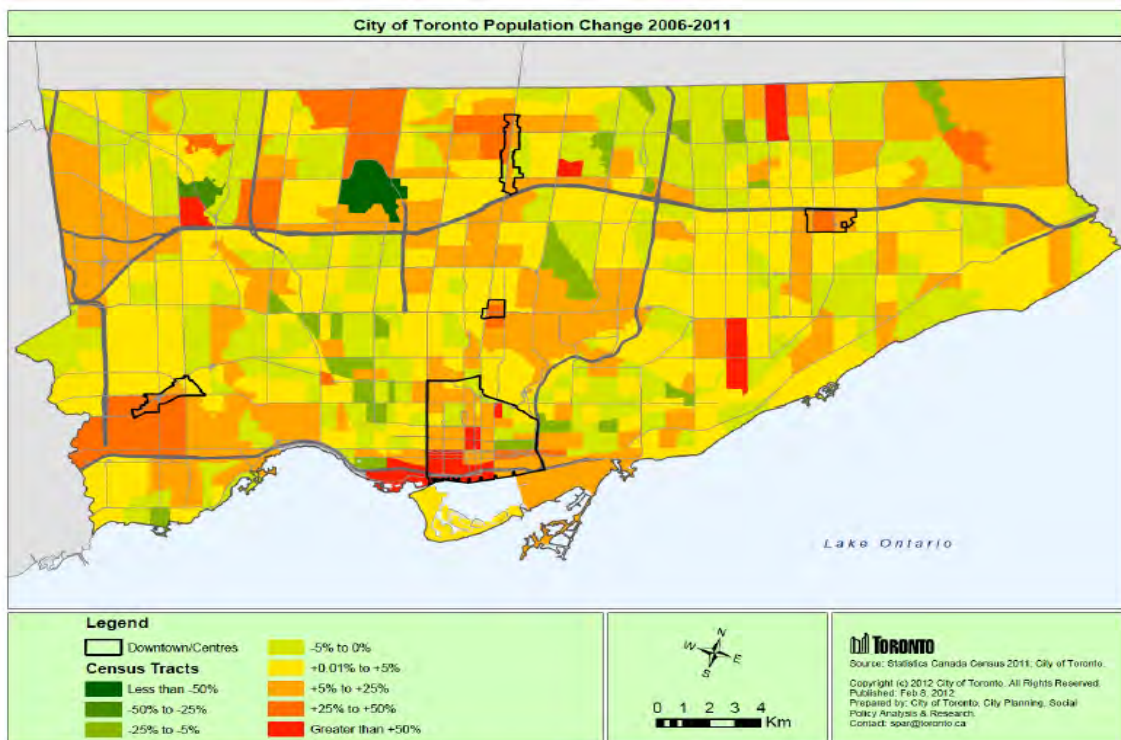 City of Toronto Population Change 2006-2011
Lake Ontario
Legend
Downtown/Centres
Census Tracts
Less than -50%
-50% to -25%
-25% to -5%
-5% to 0%
+0.01% to +5%
+5% to +25%
+25% to +50%
Greater than +50%
N
W
E
S
0 1 2 3 4
Km
TORONTO
Source: Statistics Canada Census 2011; City of Toronto.
Copyright (c) 2012 City of Toronto. All Rights Reserved.
Published: Feb 8, 2012
Prepared by: City of Toronto, City Planning, Social
Policy Analysis & Research.
Contact: spar@toronto.ca